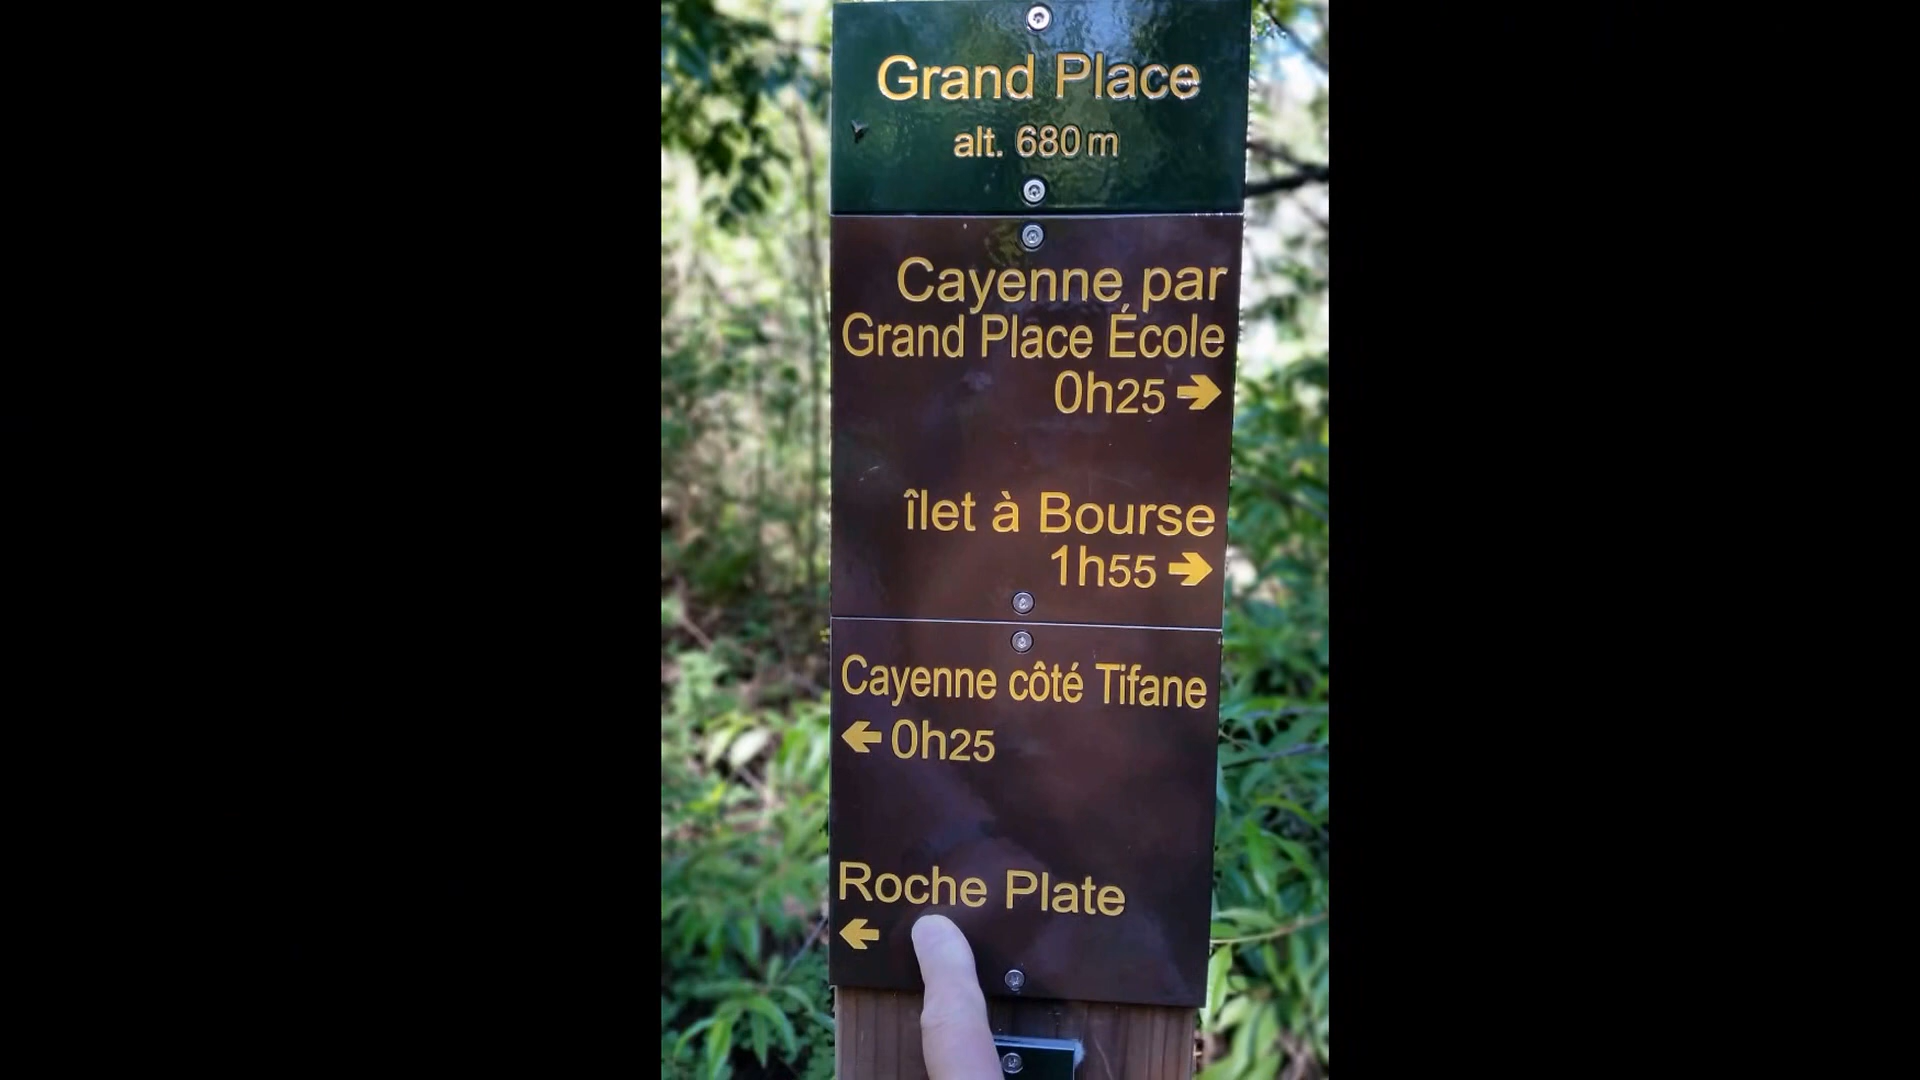 Grand Place
alt. 680 m
Cayenne par
Grand Place École
0h25 →
îlet à Bourse
1h55 →
Cayenne côté Tifane
← 0h25
Roche Plate
←